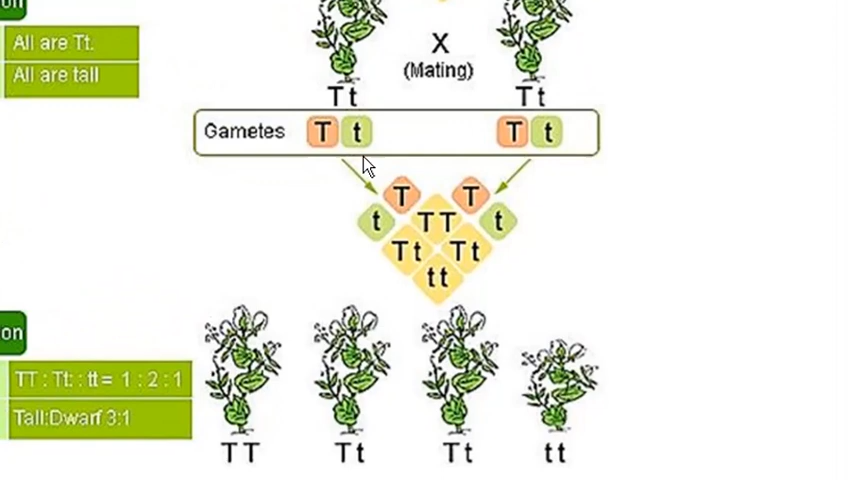 on
All are Tt.
All are tall
X
(Mating)
Tt
Tt
Gametes T t T t
T T
t TT t
Tt Tt
tt
on
TT : Tt: : tt = 1 : 2 : 1
Tall:Dwarf 3:1
TT Tt Tt tt